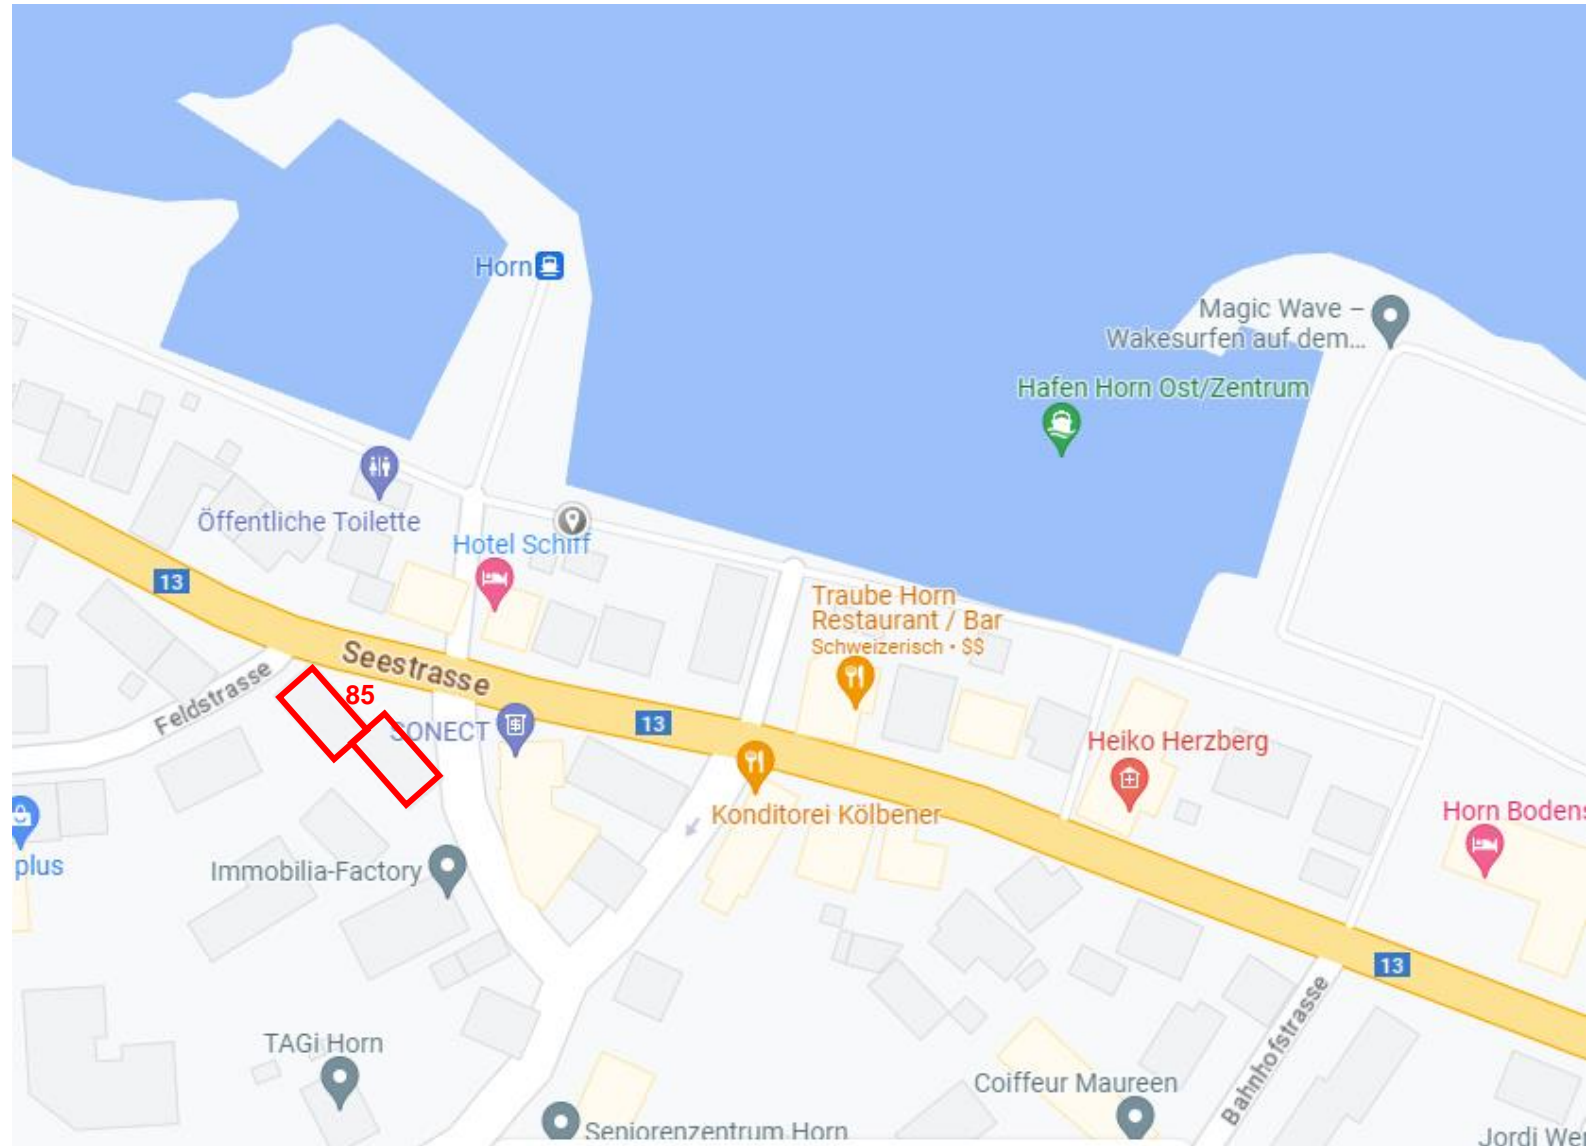 Horn
Magic Wave –
Wakesurfen auf dem...
Hafen Horn Ost/Zentrum
Öffentliche Toilette
Hotel Schiff
13
Traube Horn
Restaurant / Bar
Schweizerisch • $$
Seestrasse
Feldstrasse
85
SONECT
13
Heiko Herzberg
Konditorei Kölbener
Horn Bodens
plus
Immobilia-Factory
13
Bahnhofstrasse
TAGi Horn
Coiffeur Maureen
Seniorenzentrum Horn
Jordi Wer